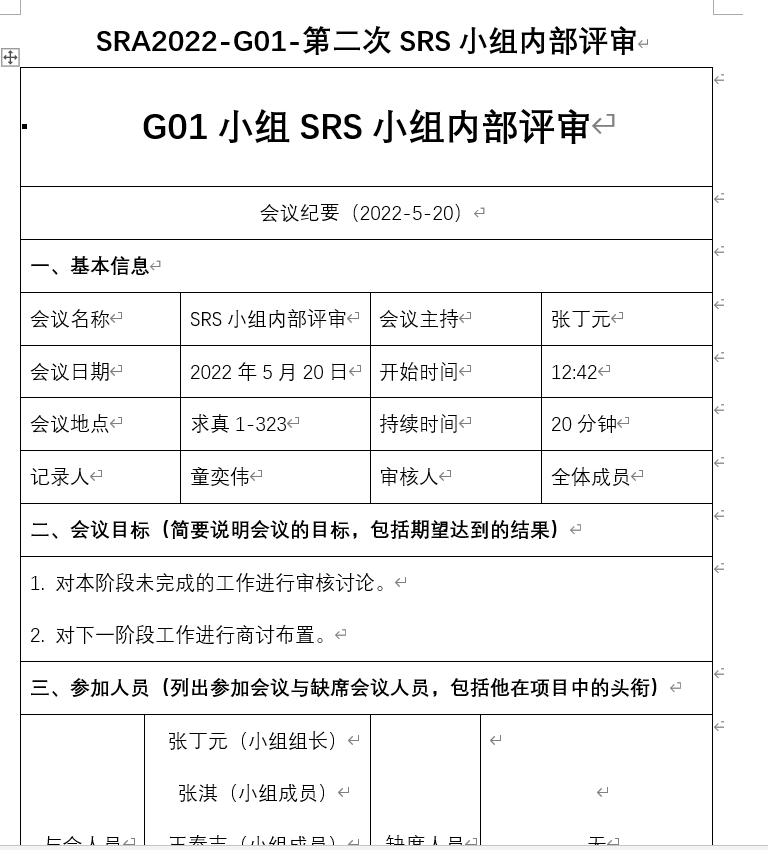 SRA2022-G01-第二次 SRS 小组内部评审
G01 小组 SRS 小组内部评审
会议纪要（2022-5-20）
一、基本信息
会议名称 SRS 小组内部评审 会议主持 张丁元
会议日期 2022 年 5 月 20 日 开始时间 12:42
会议地点 求真 1-323 持续时间 20 分钟
记录人 童奕伟 审核人 全体成员
二、会议目标（简要说明会议的目标，包括期望达到的结果）
1. 对本阶段未完成的工作进行审核讨论。
2. 对下一阶段工作进行商讨布置。
三、参加人员（列出参加会议与缺席会议人员，包括他在项目中的头衔）
张丁元（小组组长）
张淇（小组成员）
与会人员 （小组成员） 缺席人员 无